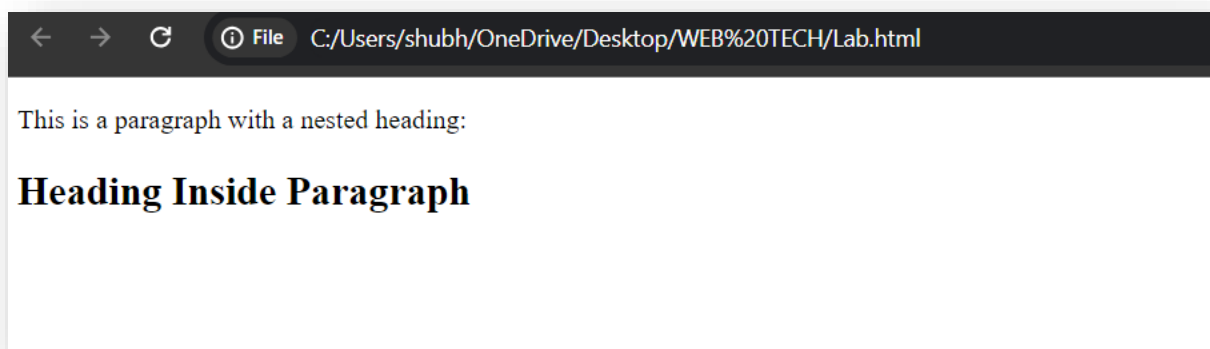 File C:/Users/shubh/OneDrive/Desktop/WEB%20TECH/Lab.html
This is a paragraph with a nested heading:
Heading Inside Paragraph